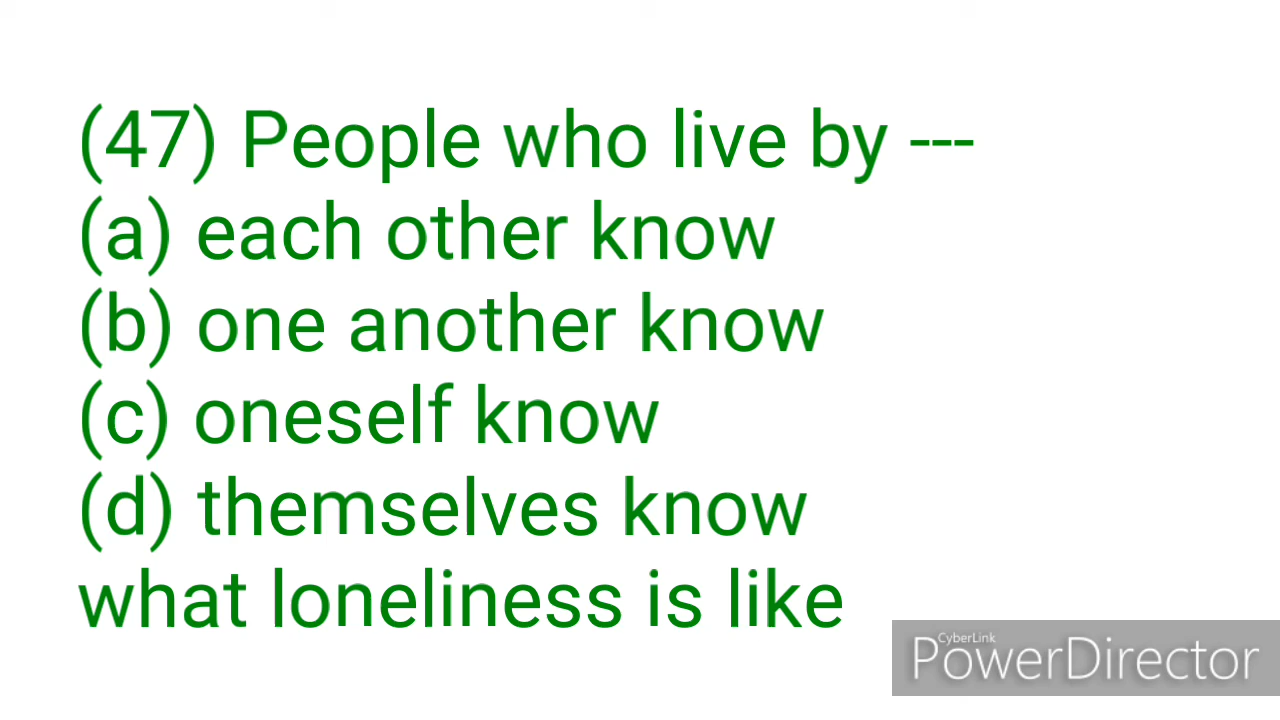 (47) People who live by ---
(a) each other know
(b) one another know
(c) oneself know
(d) themselves know
what loneliness is like
CyberLink
PowerDirector